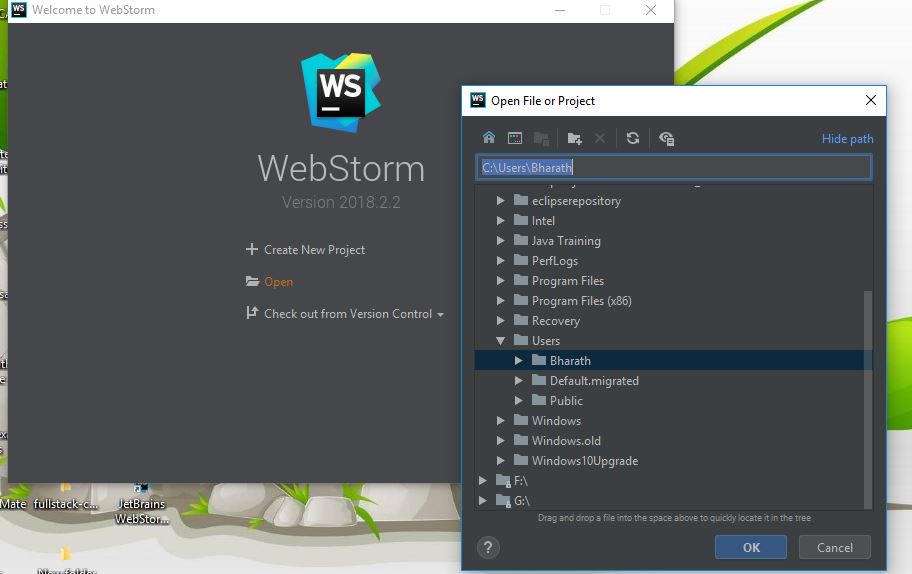 Welcome to WebStorm
WS
WebStorm
Version 2018.2.2
Create New Project
Open
Check out from Version Control
Open File or Project
Hide path
C:\Users\Bharath
eclipserepository
Intel
Java Training
PerfLogs
Program Files
Program Files (x86)
Recovery
Users
Bharath
Default.migrated
Public
Windows
Windows.old
Windows10Upgrade
F:\
G:\
Drag and drop a file into the space above to quickly locate it in the tree
?
OK
Cancel
Mate
fullstack-c...
JetBrains
WebStor...
New folder